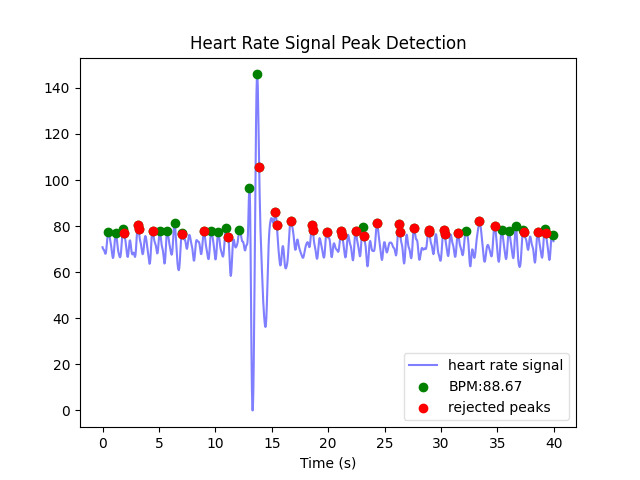 Heart Rate Signal Peak Detection
140
120
100
80
60
40
20
0
heart rate signal
BPM:88.67
rejected peaks
0 5 10 15 20 25 30 35 40
Time (s)